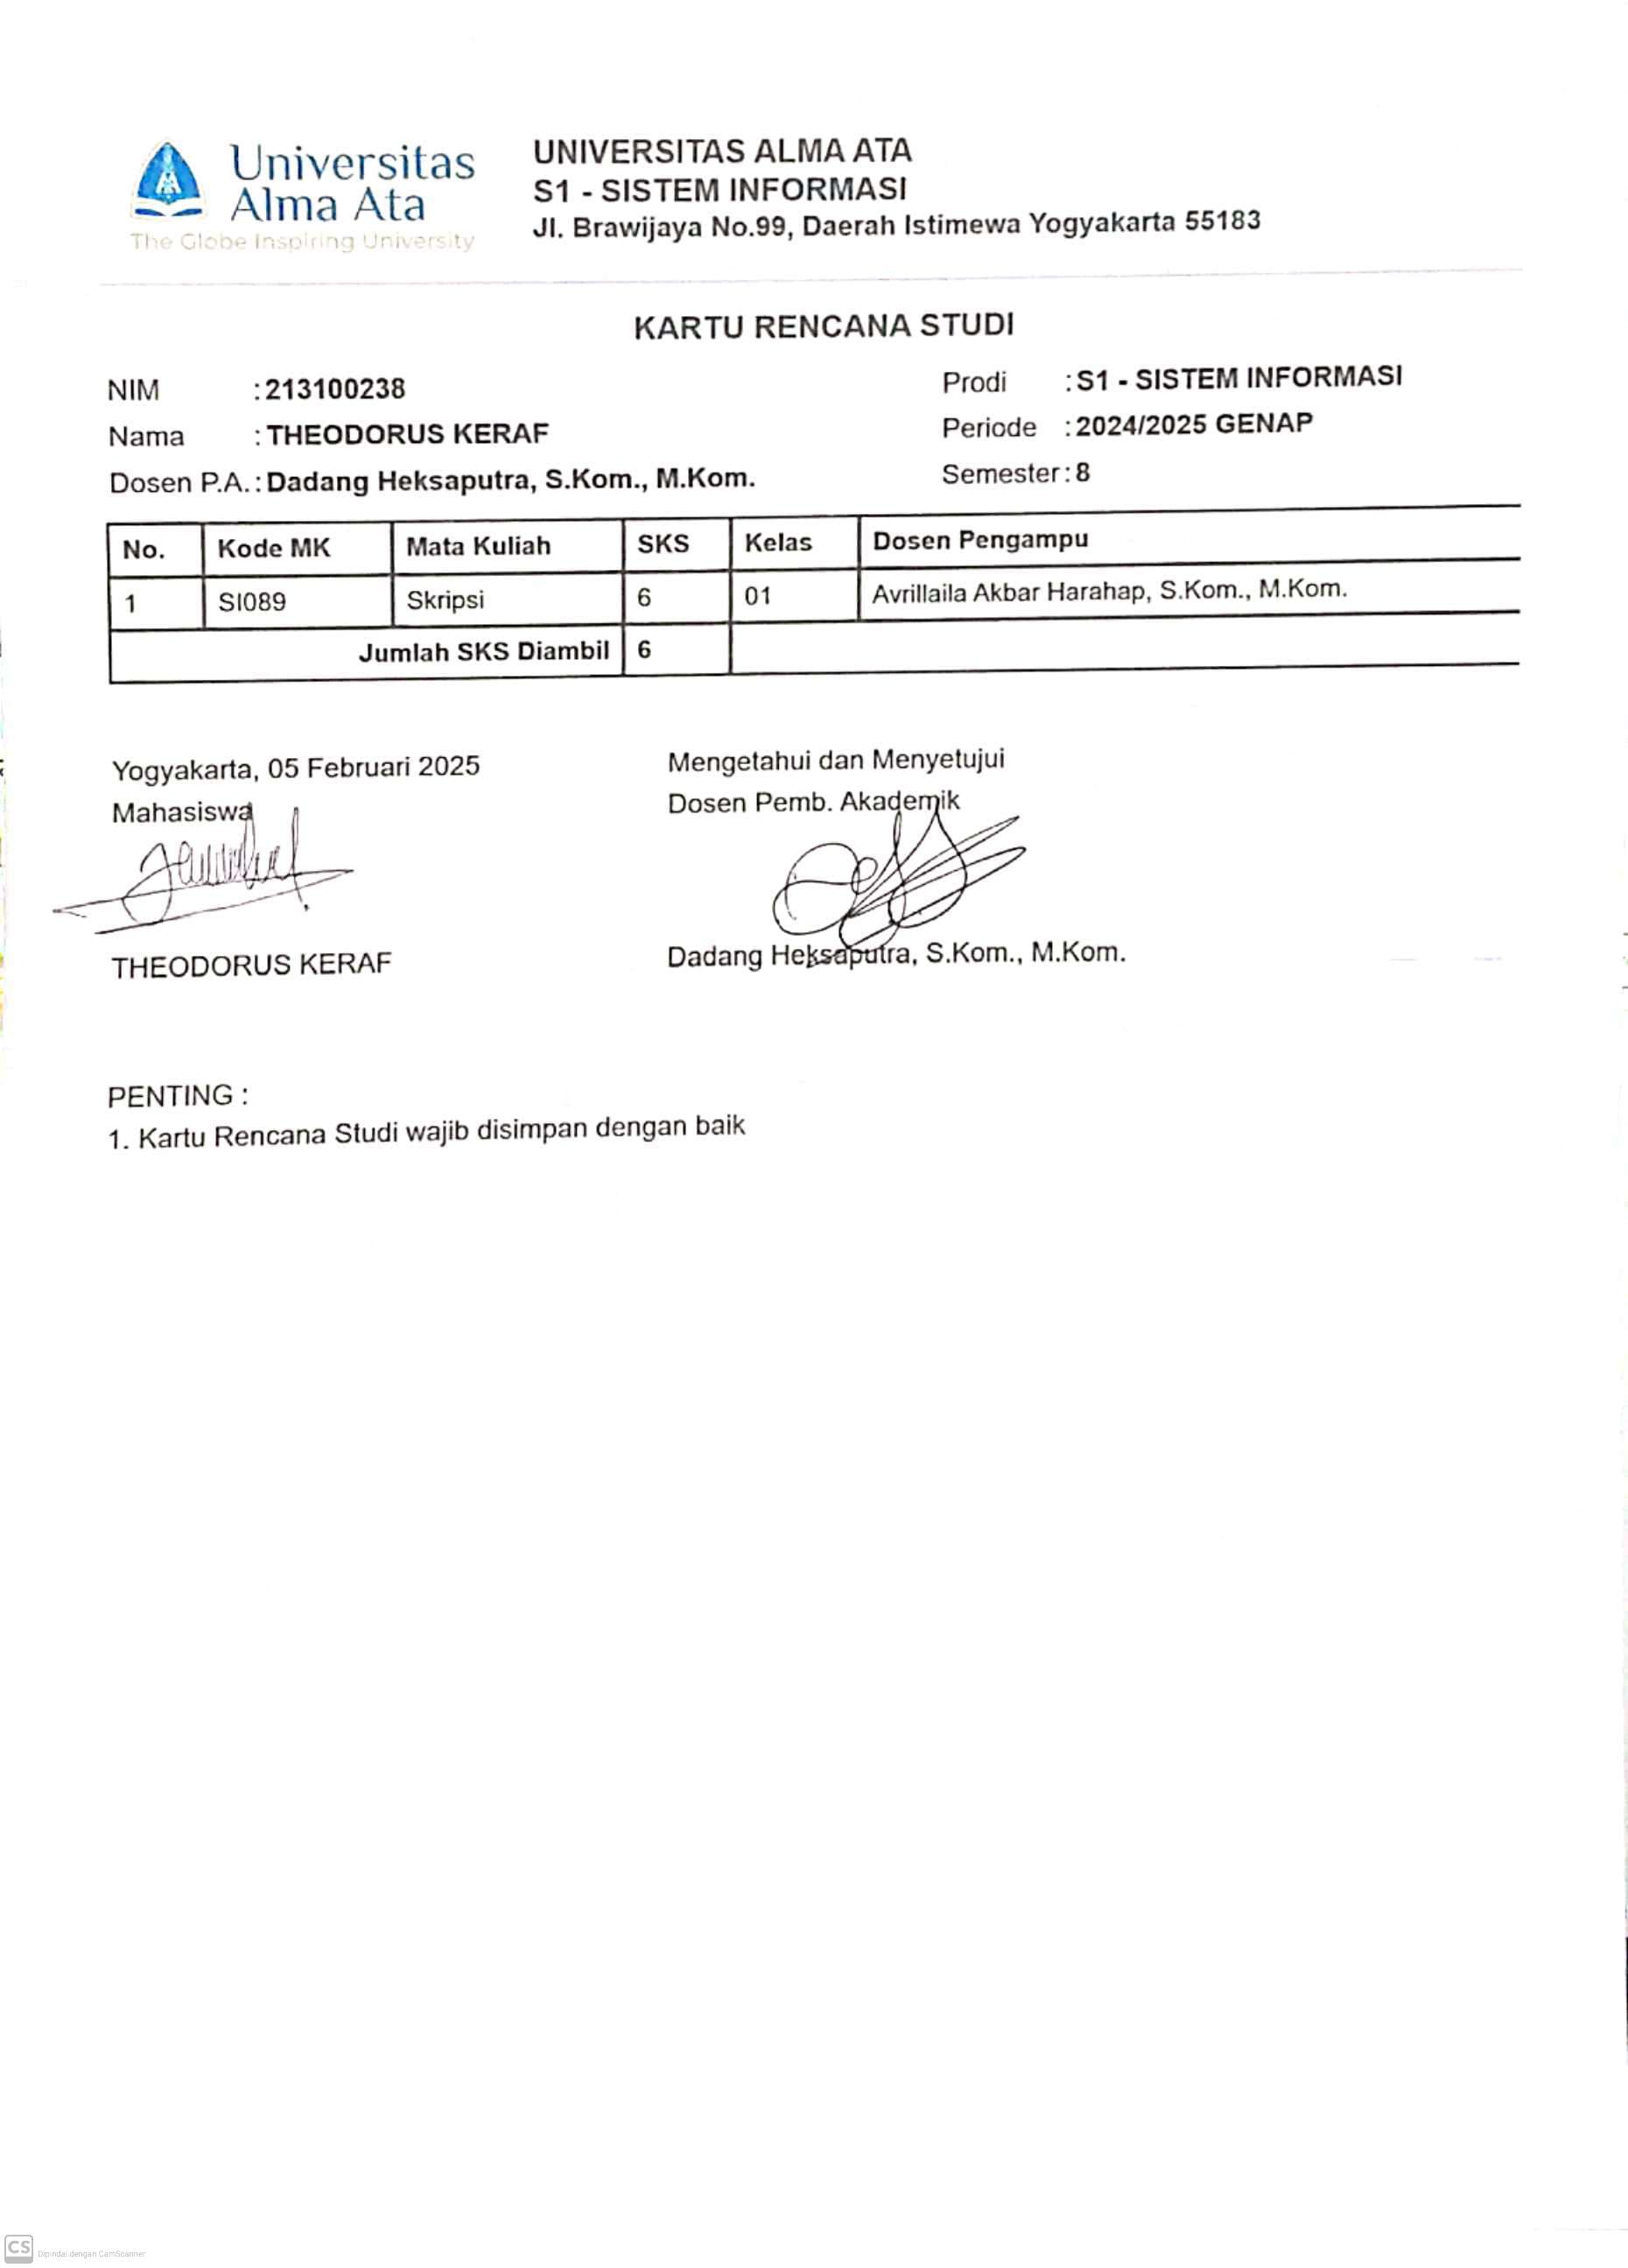 Universitas
Alma Ata
The Globe Inspiring University
UNIVERSITAS ALMA ATA
S1 - SISTEM INFORMASI
Jl. Brawijaya No.99, Daerah Istimewa Yogyakarta 55183
KARTU RENCANA STUDI
NIM : 213100238
Nama : THEODORUS KERAF
Dosen P.A. : Dadang Heksaputra, S.Kom., M.Kom.
Prodi : S1 - SISTEM INFORMASI
Periode : 2024/2025 GENAP
Semester : 8
No. Kode MK Mata Kuliah SKS Kelas Dosen Pengampu
1 SI089 Skripsi 6 01 Avrillaila Akbar Harahap, S.Kom., M.Kom.
Jumlah SKS Diambil 6
Yogyakarta, 05 Februari 2025
Mahasiswa
THEODORUS KERAF
Mengetahui dan Menyetujui
Dosen Pemb. Akademik
Dadang Heksaputra, S.Kom., M.Kom.
PENTING :
1. Kartu Rencana Studi wajib disimpan dengan baik
CS Dipindai dengan CamScanner